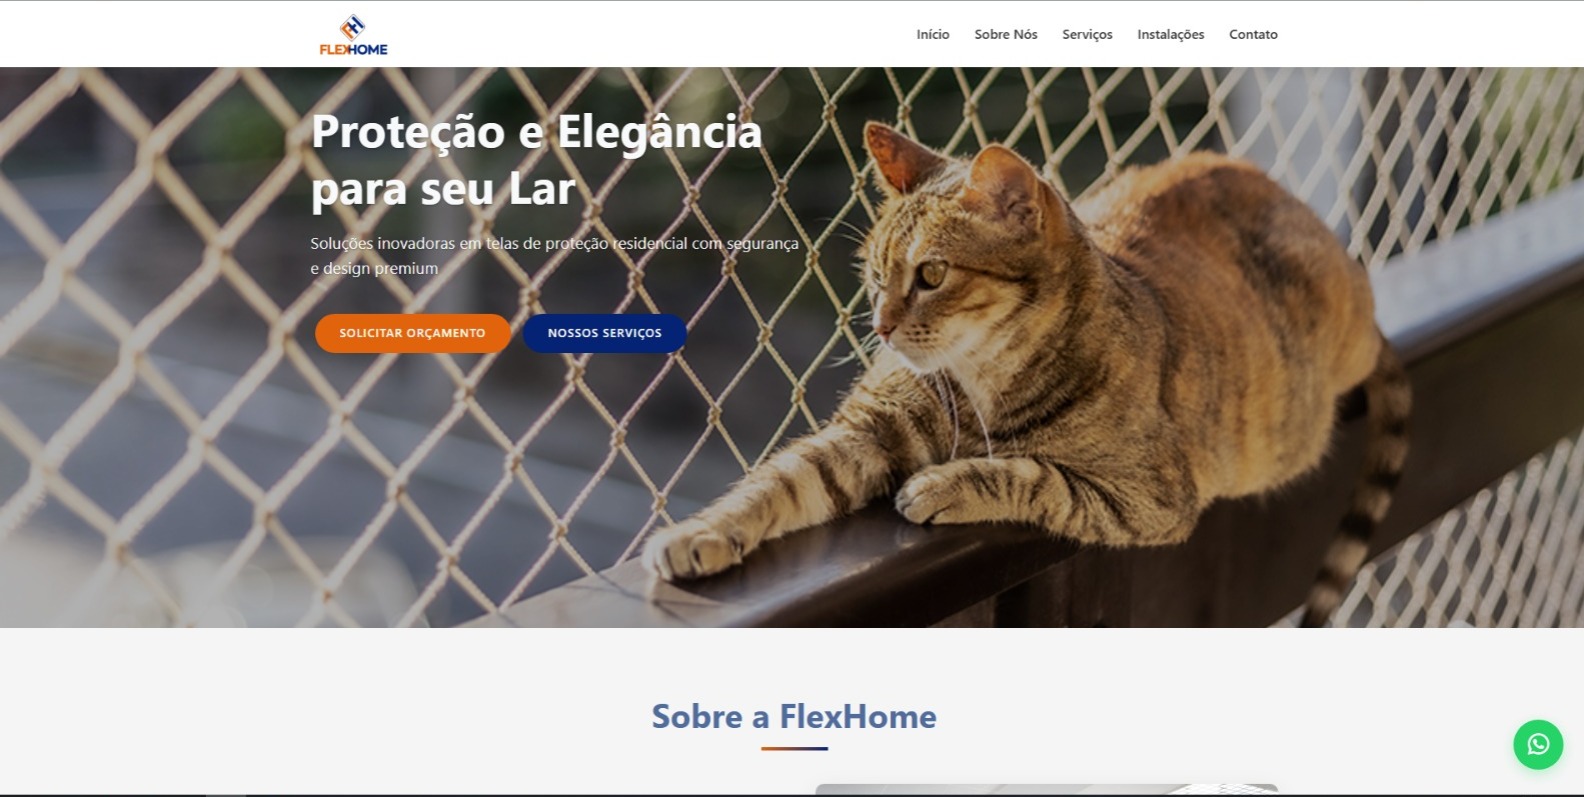 FLEXHOME
Início
Sobre Nós
Serviços
Instalações
Contato
Proteção e Elegância
para seu Lar
Soluções inovadoras em telas de proteção residencial com segurança
e design premium
SOLICITAR ORÇAMENTO
NOSSOS SERVIÇOS
Sobre a FlexHome